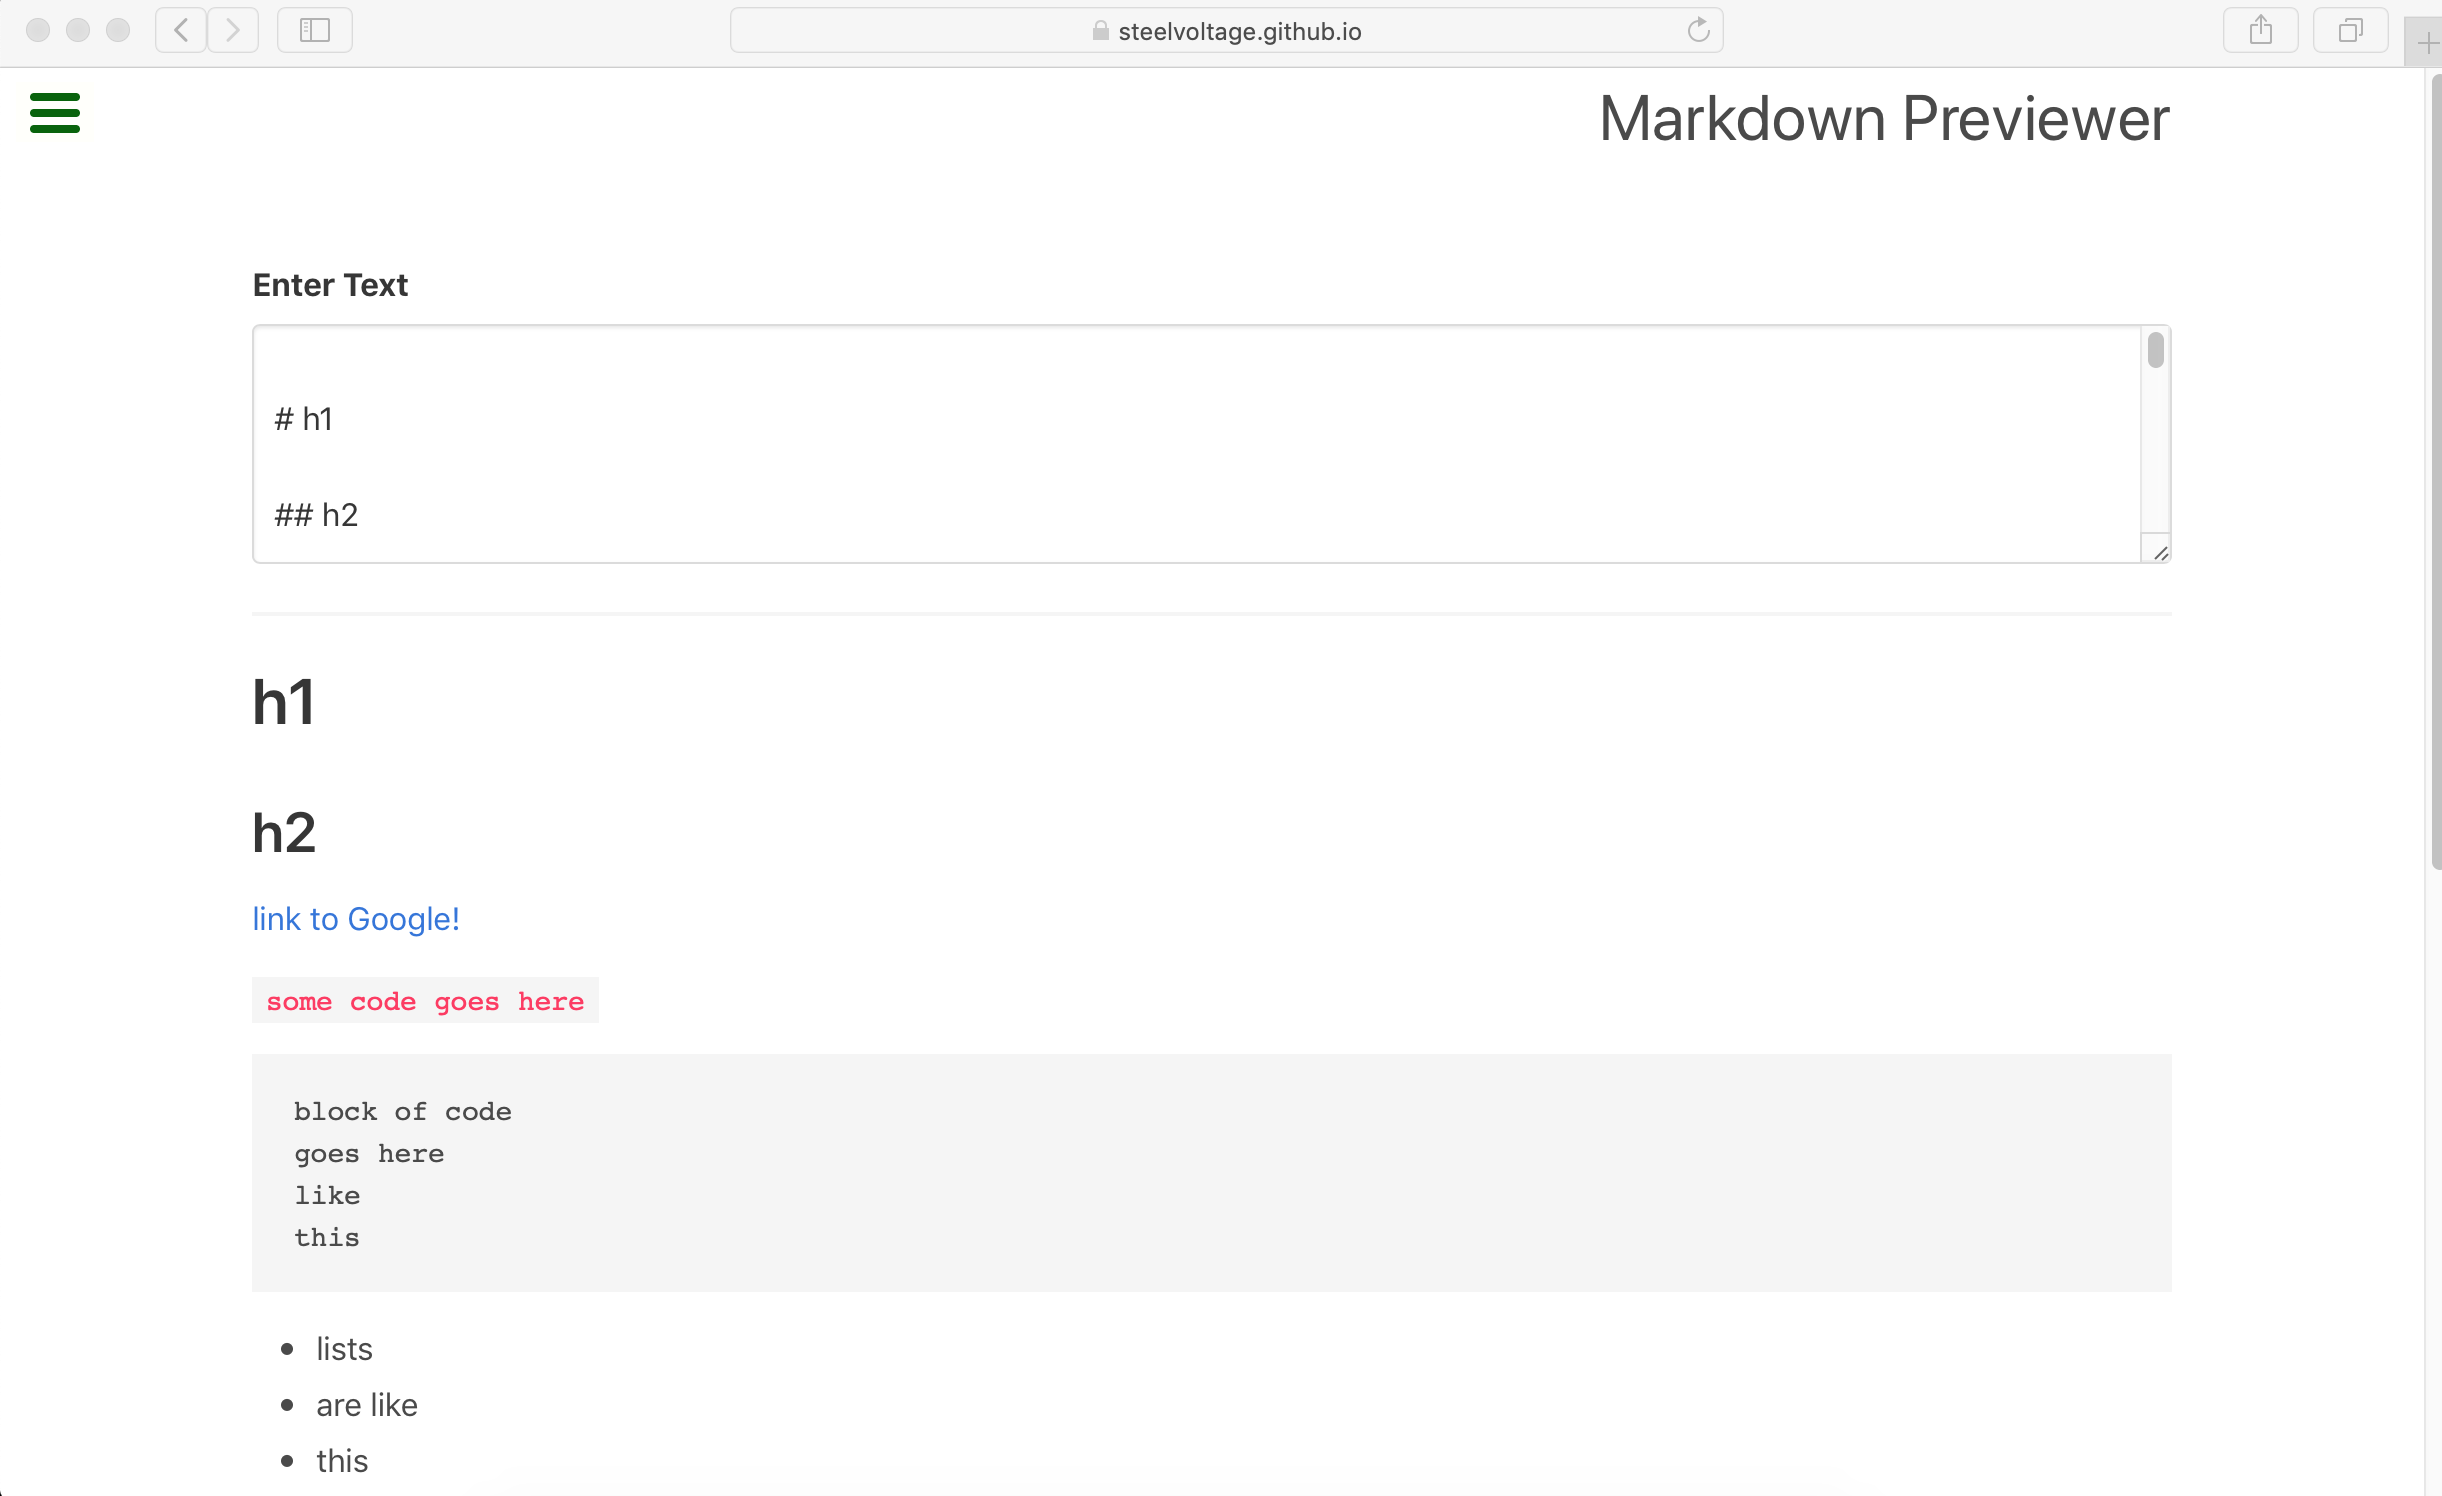 steelvoltage.github.io
Markdown Previewer
Enter Text
# h1
## h2
h1
h2
link to Google!
some code goes here
block of code
goes here
like
this
lists
are like
this